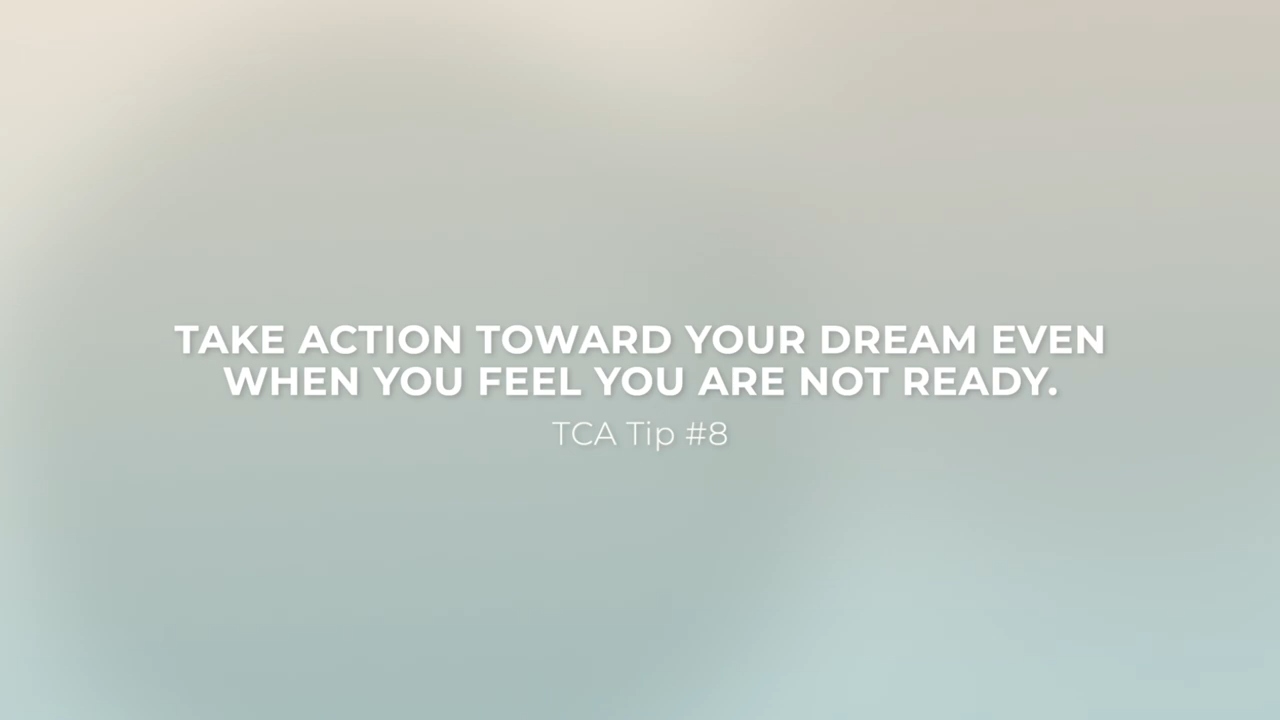 TAKE ACTION TOWARD YOUR DREAM EVEN
WHEN YOU FEEL YOU ARE NOT READY.
TCA Tip #8